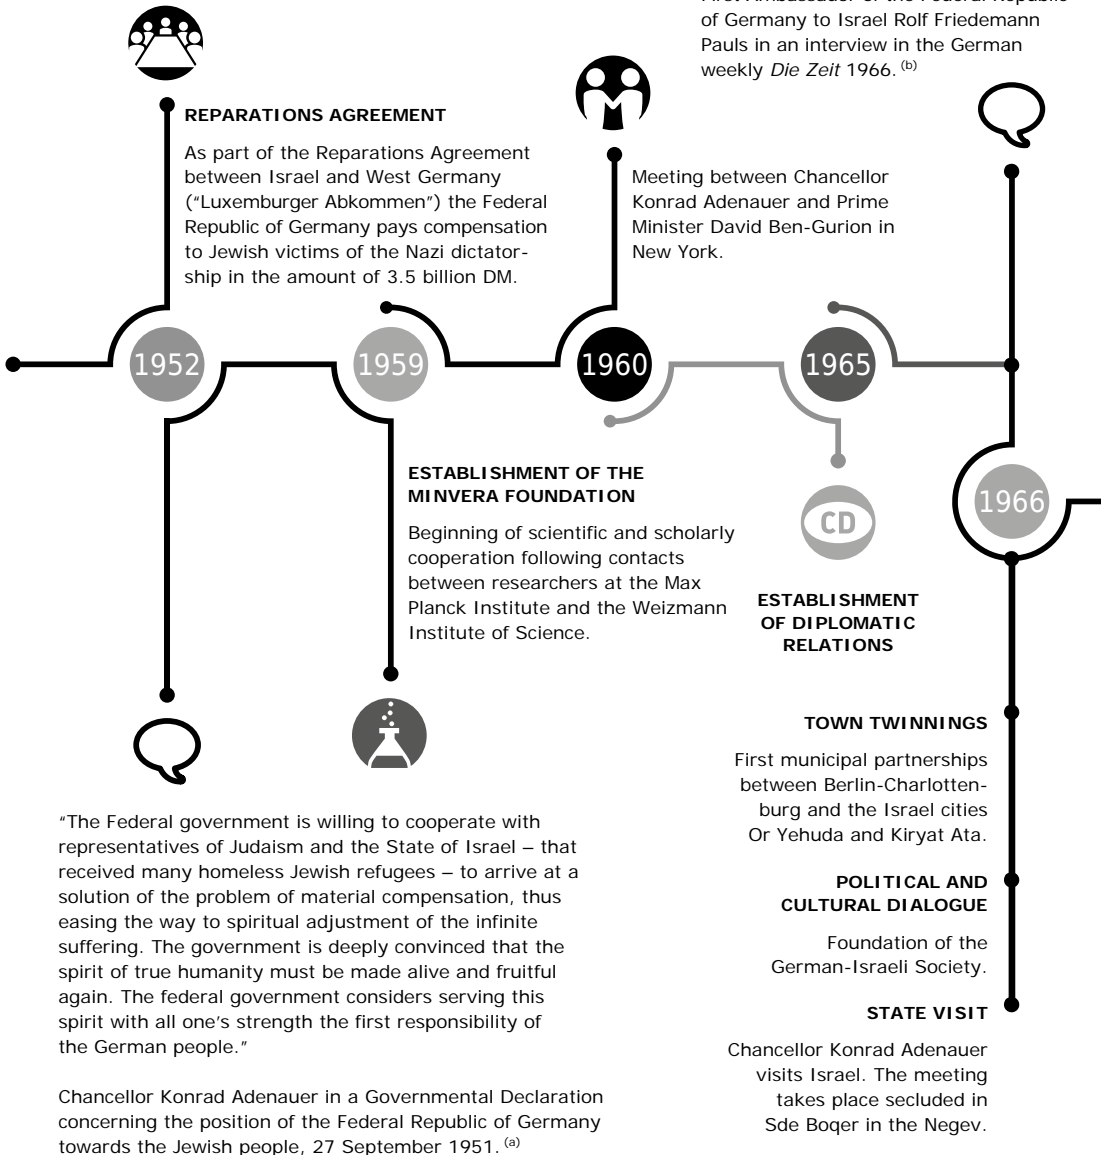 of Germany to Israel Rolf Friedemann
Pauls in an interview in the German
weekly Die Zeit 1966. (b)
REPARATIONS AGREEMENT
As part of the Reparations Agreement
between Israel and West Germany
(“Luxemburger Abkommen”) the Federal
Republic of Germany pays compensation
to Jewish victims of the Nazi dictator-
ship in the amount of 3.5 billion DM.
Meeting between Chancellor
Konrad Adenauer and Prime
Minister David Ben-Gurion in
New York.
1952
1959
1960
1965
1966
ESTABLISHMENT OF THE
MINVERA FOUNDATION
Beginning of scientific and scholarly
cooperation following contacts
between researchers at the Max
Planck Institute and the Weizmann
Institute of Science.
CD
ESTABLISHMENT
OF DIPLOMATIC
RELATIONS
TOWN TWINNINGS
First municipal partnerships
between Berlin-Charlotten-
burg and the Israel cities
Or Yehuda and Kiryat Ata.
POLITICAL AND
CULTURAL DIALOGUE
Foundation of the
German-Israeli Society.
STATE VISIT
Chancellor Konrad Adenauer
visits Israel. The meeting
takes place secluded in
Sde Boqer in the Negev.
“The Federal government is willing to cooperate with
representatives of Judaism and the State of Israel – that
received many homeless Jewish refugees – to arrive at a
solution of the problem of material compensation, thus
easing the way to spiritual adjustment of the infinite
suffering. The government is deeply convinced that the
spirit of true humanity must be made alive and fruitful
again. The federal government considers serving this
spirit with all one’s strength the first responsibility of
the German people.”
Chancellor Konrad Adenauer in a Governmental Declaration
concerning the position of the Federal Republic of Germany
towards the Jewish people, 27 September 1951. (a)